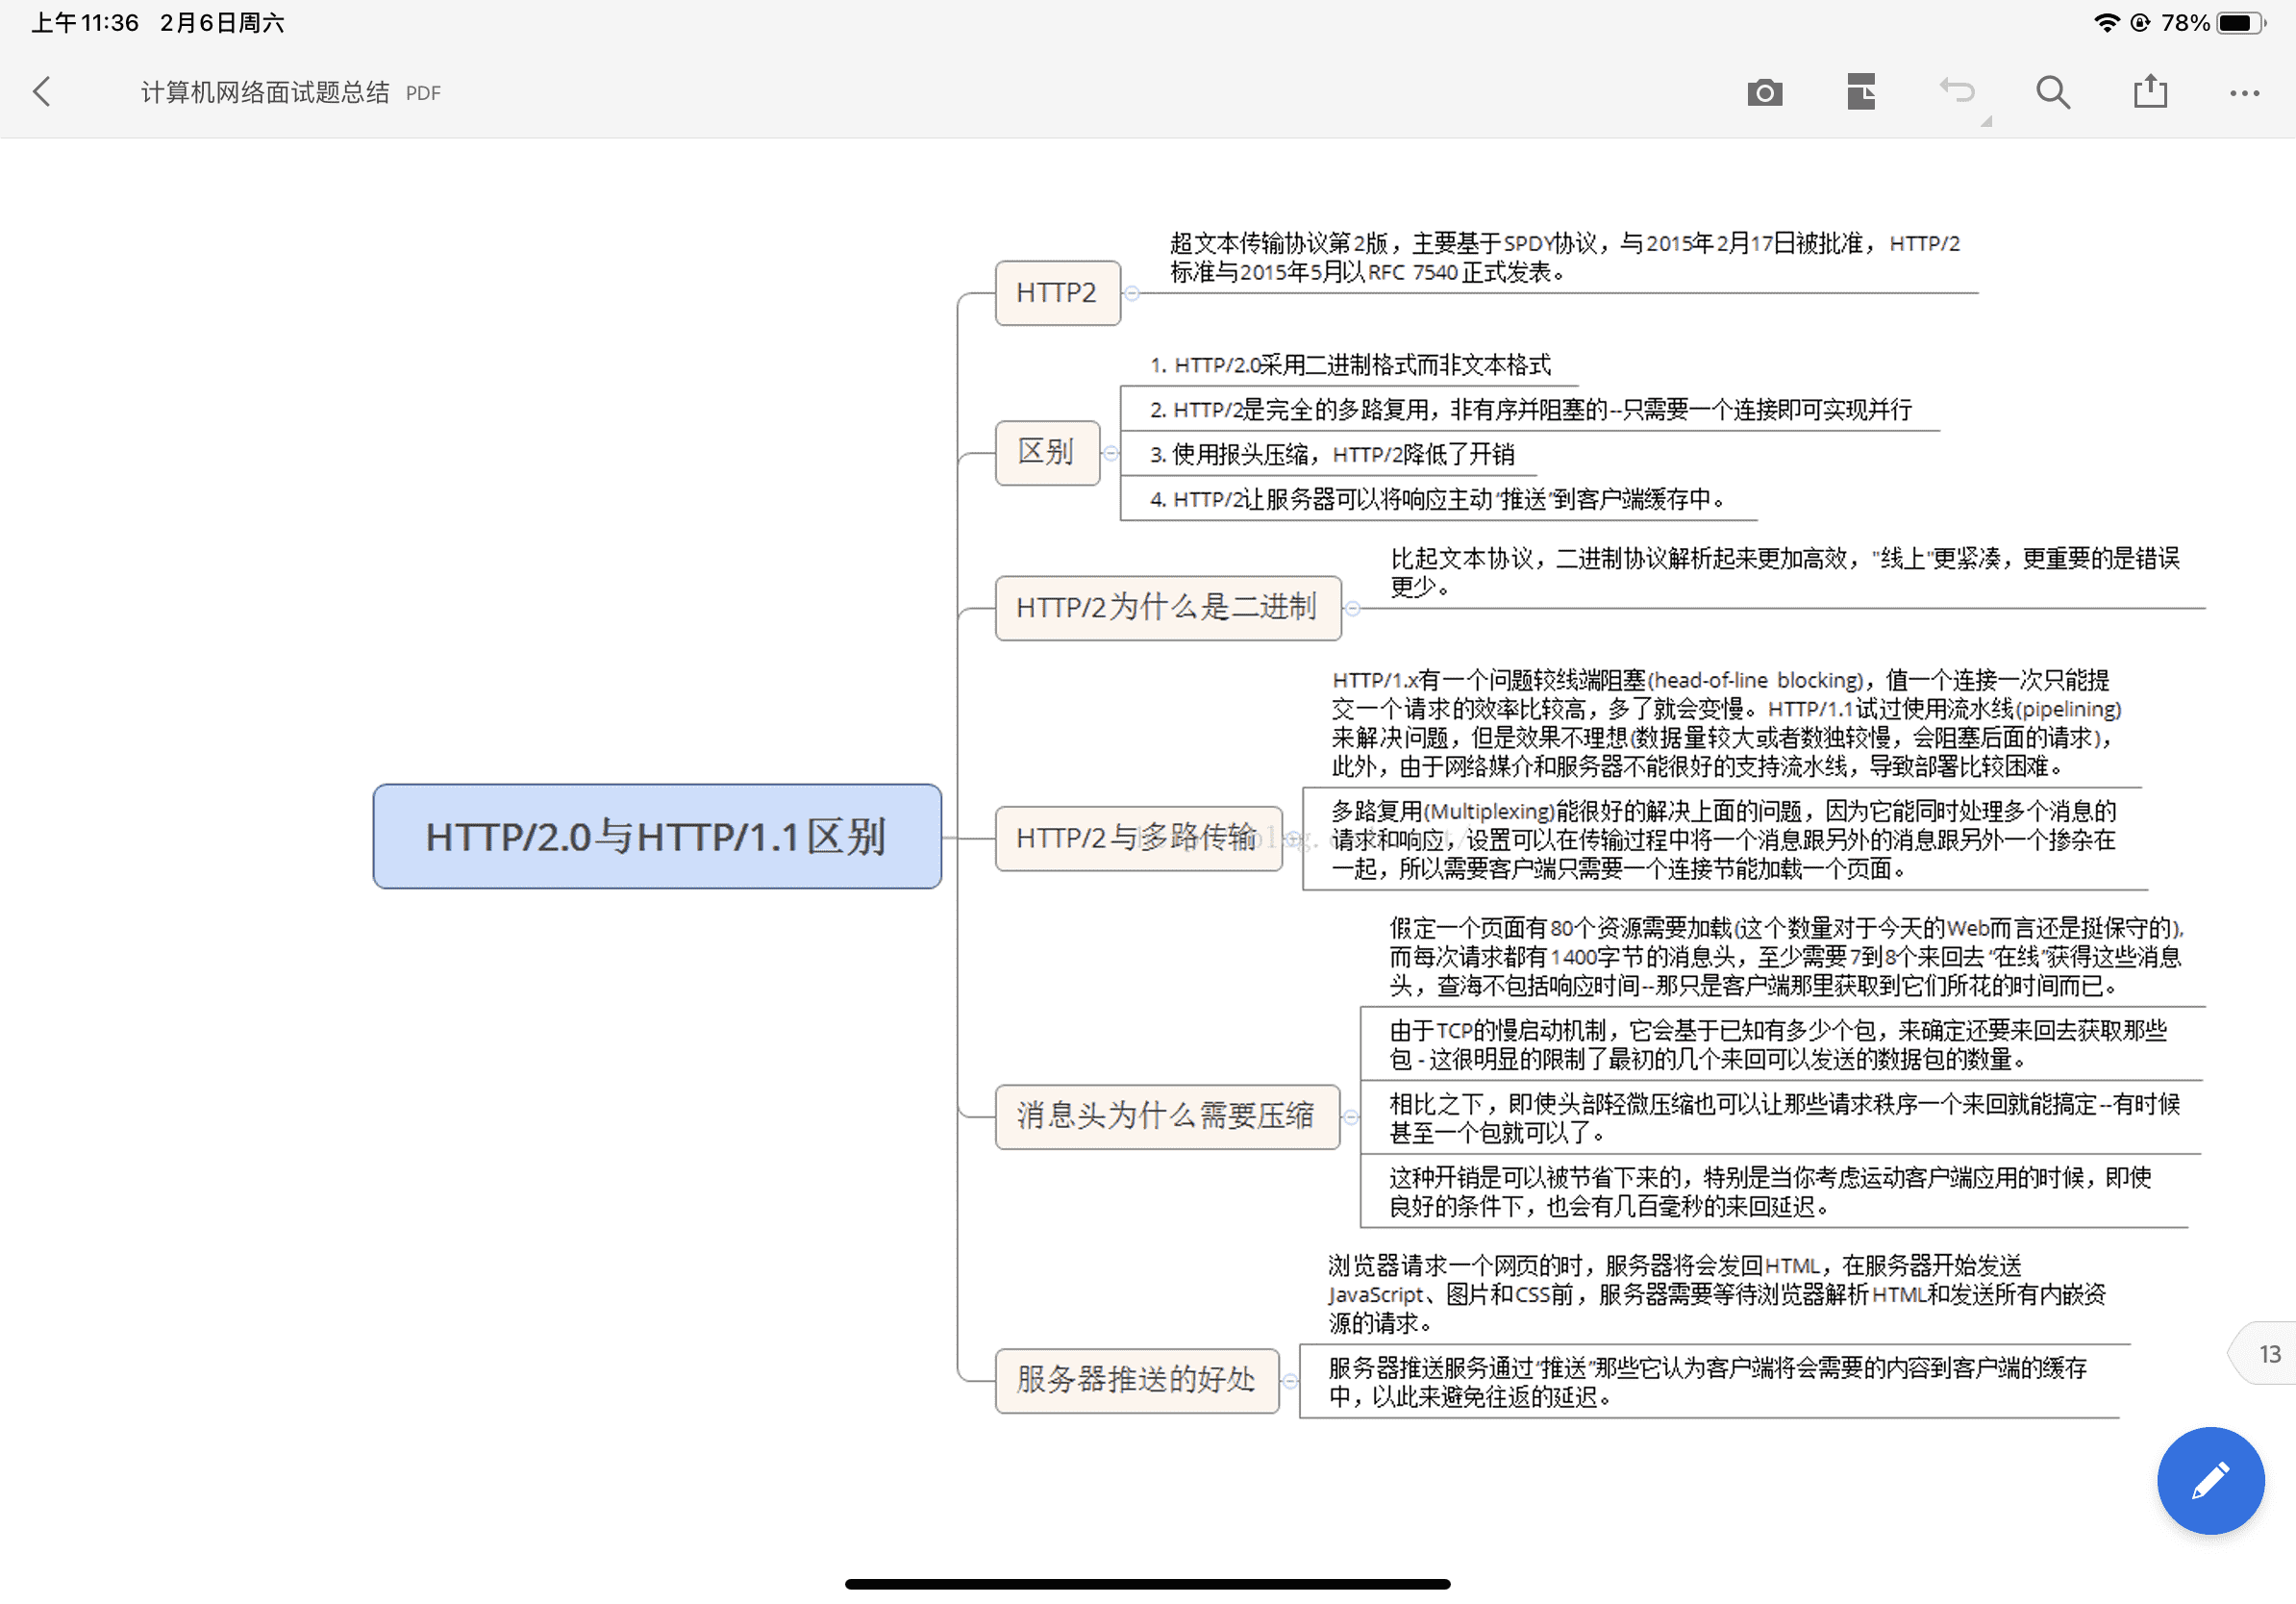 上午11:36 2月6日周六
78%
计算机网络面试题总结 PDF
超文本传输协议第2版，主要基于SPDY协议，与2015年2月17日被批准，HTTP/2
标准与2015年5月以RFC 7540正式发表。
HTTP2
1. HTTP/2.0采用二进制格式而非文本格式
2. HTTP/2是完全的多路复用，非有序并阻塞的--只需要一个连接即可实现并行
区别
3. 使用报头压缩，HTTP/2降低了开销
4. HTTP/2让服务器可以将响应主动“推送”到客户端缓存中。
比起文本协议，二进制协议解析起来更加高效，"线上"更紧凑，更重要的是错误
更少。
HTTP/2为什么是二进制
HTTP/1.x有一个问题较线端阻塞(head-of-line blocking)，值一个连接一次只能提
交一个请求的效率比较高，多了就会变慢。HTTP/1.1试过使用流水线(pipelining)
来解决问题，但是效果不理想(数据量较大或者数独较慢，会阻塞后面的请求)，
此外，由于网络媒介和服务器不能很好的支持流水线，导致部署比较困难。
HTTP/2.0与HTTP/1.1区别
HTTP/2与多路传输
多路复用(Multiplexing)能很好的解决上面的问题，因为它能同时处理多个消息的
请求和响应，设置可以在传输过程中将一个消息跟另外的消息跟另外一个掺杂在
一起，所以需要客户端只需要一个连接节能加载一个页面。
假定一个页面有80个资源需要加载(这个数量对于今天的Web而言还是挺保守的),
而每次请求都有1400字节的消息头，至少需要7到8个来回去“在线”获得这些消息
头，查海不包括响应时间--那只是客户端那里获取到它们所花的时间而已。
由于TCP的慢启动机制，它会基于已知有多少个包，来确定还要来回去获取那些
包 - 这很明显的限制了最初的几个来回可以发送的数据包的数量。
消息头为什么需要压缩
相比之下，即使头部轻微压缩也可以让那些请求秩序一个来回就能搞定--有时候
甚至一个包就可以了。
这种开销是可以被节省下来的，特别是当你考虑运动客户端应用的时候，即使
良好的条件下，也会有几百毫秒的来回延迟。
浏览器请求一个网页的时，服务器将会发回HTML，在服务器开始发送
JavaScript、图片和CSS前，服务器需要等待浏览器解析HTML和发送所有内嵌资
源的请求。
服务器推送的好处
服务器推送服务通过“推送”那些它认为客户端将会需要的内容到客户端的缓存
中，以此来避免往返的延迟。
13